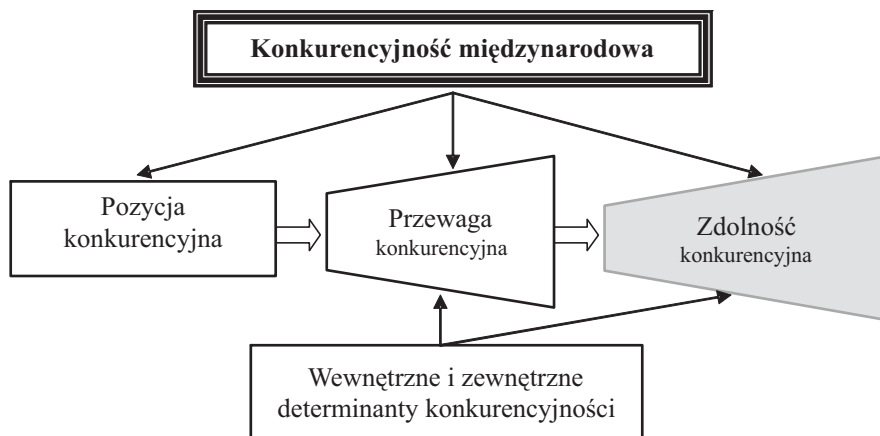 Konkurencyjność międzynarodowa
Pozycja
konkurencyjna
Przewaga
konkurencyjna
Zdolność
konkurencyjna
Wewnętrzne i zewnętrzne
determinanty konkurencyjności